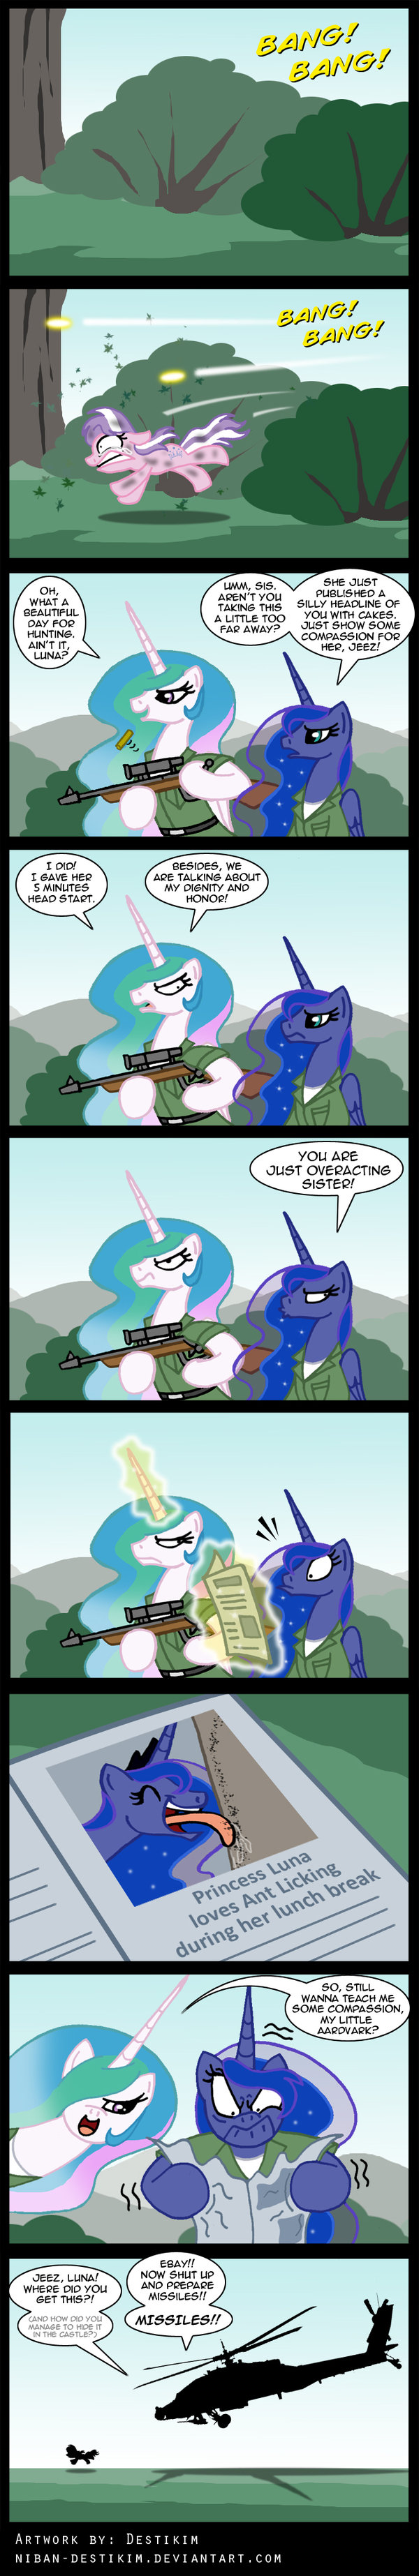 BANG!
BANG!
BANG!
BANG!
OH,
WHAT A
BEAUTIFUL
DAY FOR
HUNTING.
AIN'T IT,
LUNA?
UMM, SIS.
AREN'T YOU
TAKING THIS
A LITTLE TOO
FAR AWAY?
SHE JUST
PUBLISHED A
SILLY HEADLINE OF
YOU WITH CAKES.
JUST SHOW SOME
COMPASSION FOR
HER, JEEZ!
I DID!
I GAVE HER
5 MINUTES
HEAD START.
BESIDES, WE
ARE TALKING ABOUT
MY DIGNITY AND
HONOR!
YOU ARE
JUST OVERACTING
SISTER!
Princess Luna
loves Ant Licking
during her lunch break
SO, STILL
WANNA TEACH ME
SOME COMPASSION,
MY LITTLE
AARDVARK?
JEEZ, LUNA!
WHERE DID YOU
GET THIS?!
(AND HOW DID YOU
MANAGE TO HIDE IT
IN THE CASTLE?)
EBAY!!
NOW SHUT UP
AND PREPARE
MISSILES!!
MISSILES!!
ARTWORK BY: DESTIKIM
NIBAN-DESTIKIM.DEVIANTART.COM